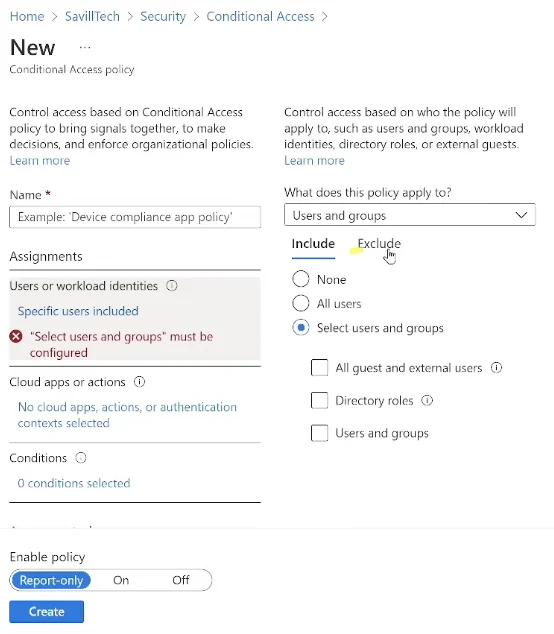 Home > SavillTech > Security > Conditional Access >
New ...
Conditional Access policy
Control access based on Conditional Access
policy to bring signals together, to make
decisions, and enforce organizational policies.
Learn more
Name *
Example: 'Device compliance app policy'
Assignments
Users or workload identities
Specific users included
"Select users and groups" must be
configured
Cloud apps or actions
No cloud apps, actions, or authentication
contexts selected
Conditions
0 conditions selected
Control access based on who the policy will
apply to, such as users and groups, workload
identities, directory roles, or external guests.
Learn more
What does this policy apply to?
Users and groups
Include Exclude
None
All users
Select users and groups
All guest and external users
Directory roles
Users and groups
Enable policy
Report-only On Off
Create